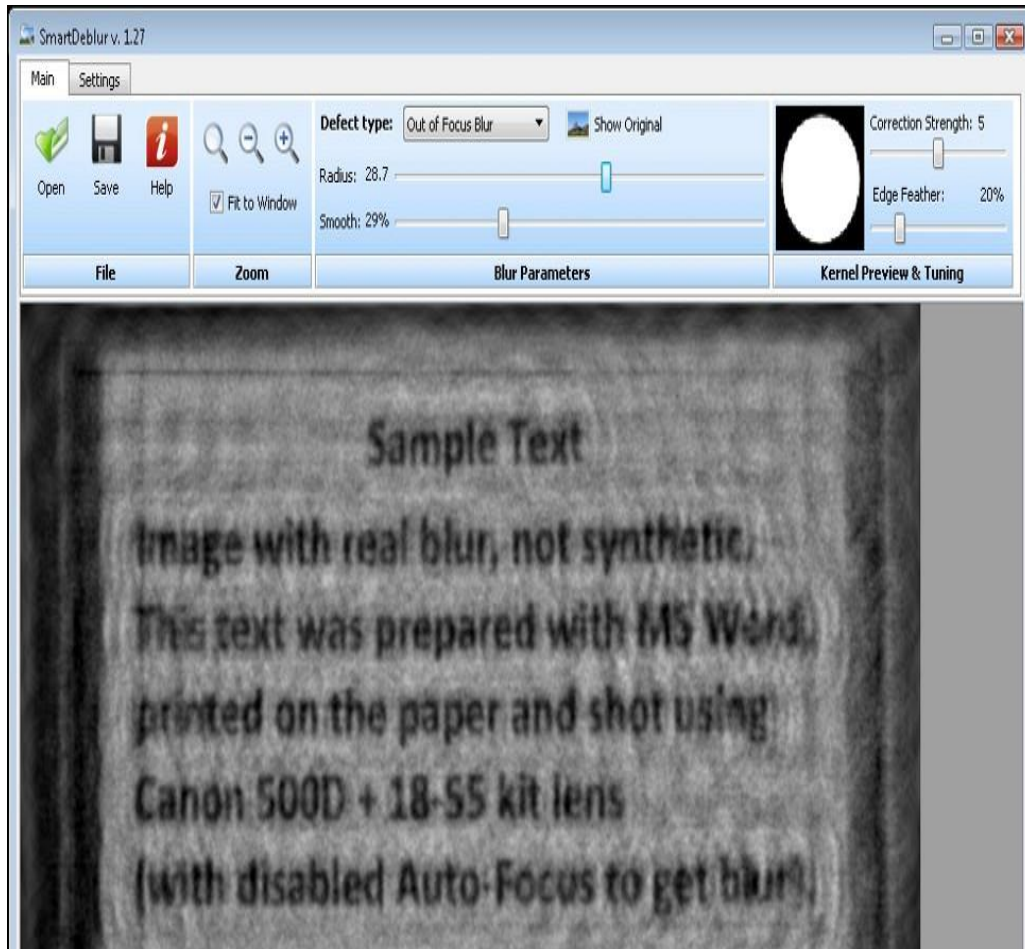 SmartDeblur v. 1.27
Main Settings
Open Save Help
Fit to Window
File Zoom
Defect type: Out of Focus Blur Show Original
Radius: 28.7
Smooth: 29%
Blur Parameters
Correction Strength: 5
Edge Feather: 20%
Kernel Preview & Tuning
Sample Text
Image with real blur, not synthetic.
This text was prepared with MS Word,
printed on the paper and shot using
Canon 500D + 18-55 kit lens
(with disabled Auto-Focus to get blur).